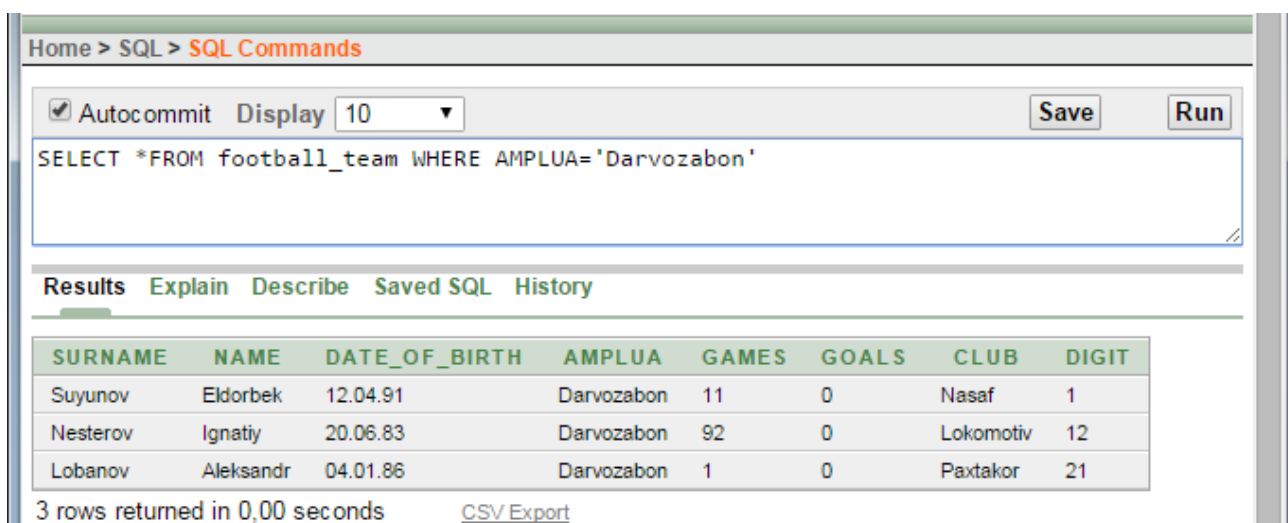 Home > SQL > SQL Commands
Autocommit Display 10 Save Run
SELECT *FROM football_team WHERE AMPLUA='Darvozabon'
Results Explain Describe Saved SQL History
SURNAME NAME DATE_OF_BIRTH AMPLUA GAMES GOALS CLUB DIGIT
Suyunov Eldorbek 12.04.91 Darvozabon 11 0 Nasaf 1
Nesterov Ignatiy 20.06.83 Darvozabon 92 0 Lokomotiv 12
Lobanov Aleksandr 04.01.86 Darvozabon 1 0 Paxtakor 21
3 rows returned in 0,00 seconds CSV Export